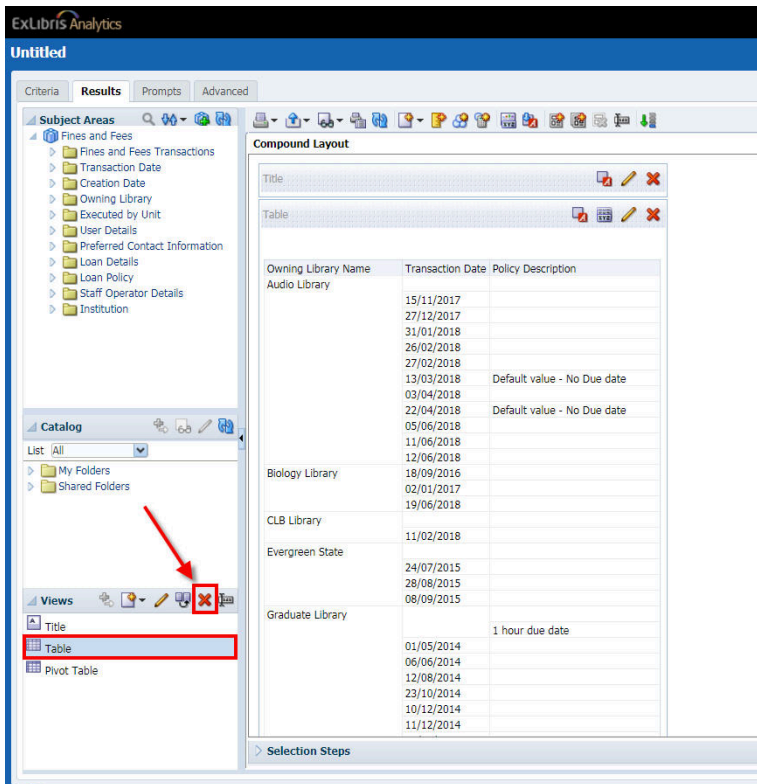 ExLibris Analytics
Untitled
Criteria Results Prompts Advanced
Subject Areas
Fines and Fees
Fines and Fees Transactions
Transaction Date
Creation Date
Owning Library
Executed by Unit
User Details
Preferred Contact Information
Loan Details
Loan Policy
Staff Operator Details
Institution
Catalog
List All
My Folders
Shared Folders
Views
Title
Table
Pivot Table
Compound Layout
Title
Table
Owning Library Name Transaction Date Policy Description
Audio Library
15/11/2017
27/12/2017
31/01/2018
26/02/2018
27/02/2018
13/03/2018 Default value - No Due date
03/04/2018
22/04/2018 Default value - No Due date
05/06/2018
11/06/2018
12/06/2018
Biology Library 18/09/2016
02/01/2017
19/06/2018
CLB Library
11/02/2018
Evergreen State
24/07/2015
28/08/2015
08/09/2015
Graduate Library
1 hour due date
01/05/2014
06/06/2014
12/08/2014
23/10/2014
10/12/2014
11/12/2014
Selection Steps